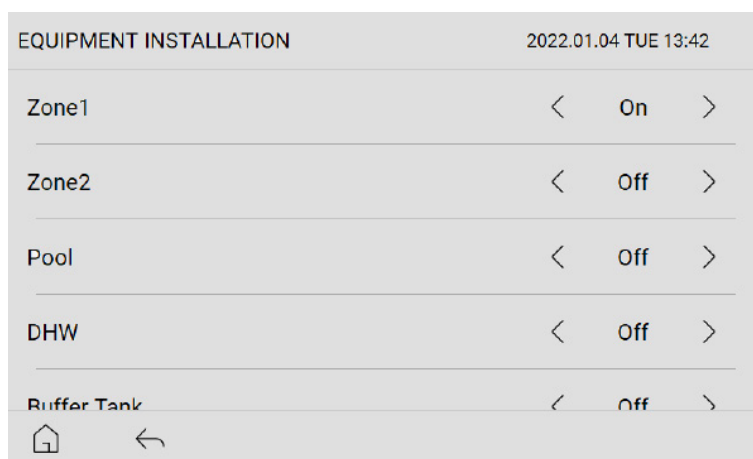 EQUIPMENT INSTALLATION 2022.01.04 TUE 13:42
Zone1 < On >
Zone2 < Off >
Pool < Off >
DHW < Off >
Buffer Tank < Off >